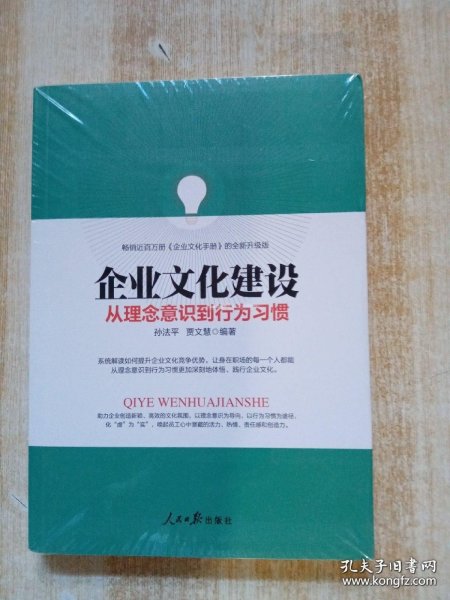 畅销近百万册《企业文化手册》的全新升级版
企业文化建设
从理念意识到行为习惯
孙法平 贾文慧◎编著
系统解读如何提升企业文化竞争优势，让身在职场的每一个人都能
从理念意识到行为习惯更加深刻地体悟、践行企业文化。
QIYE WENHUAJIANSHE
助力企业创造新颖、高效的文化氛围，以理念意识为导向，以行为习惯为途径，
化“虚”为“实”，唤起员工心中潜藏的活力、热情、责任感和创造力。
人民日报出版社
孔夫子旧书网
www.kongfz.com